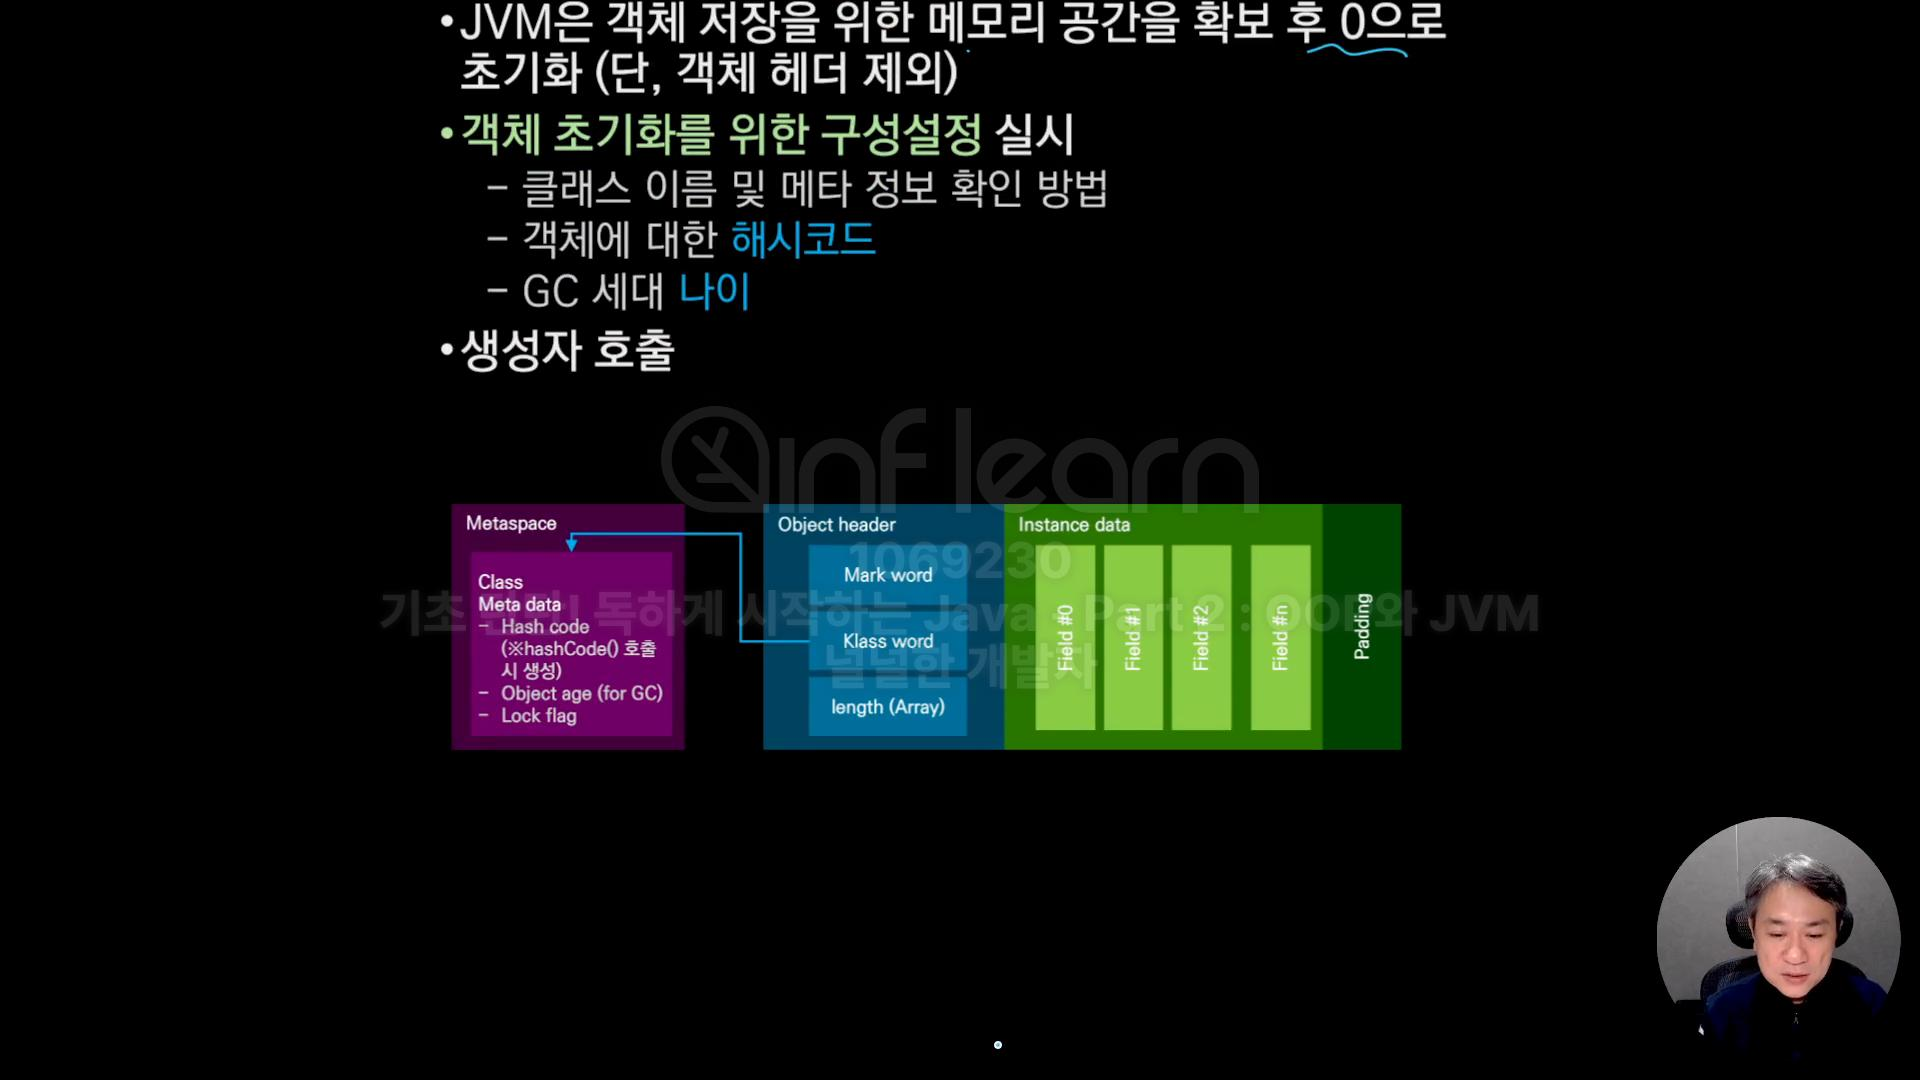 •JVM은 객체 저장을 위한 메모리 공간을 확보 후 0으로
초기화 (단, 객체 헤더 제외)
•객체 초기화를 위한 구성설정 실시
– 클래스 이름 및 메타 정보 확인 방법
– 객체에 대한 해시코드
– GC 세대 나이
•생성자 호출
inflearn
Metaspace
Class
Meta data
– Hash code
(※hashCode() 호출
시 생성)
– Object age (for GC)
– Lock flag
Object header
Mark word
Klass word
length (Array)
Instance data
Field #0
Field #1
Field #2
Field #n
Padding
1069230
기초 독하게 시작하는 Java - Part 2 : OOP와 JVM
널널한 개발자